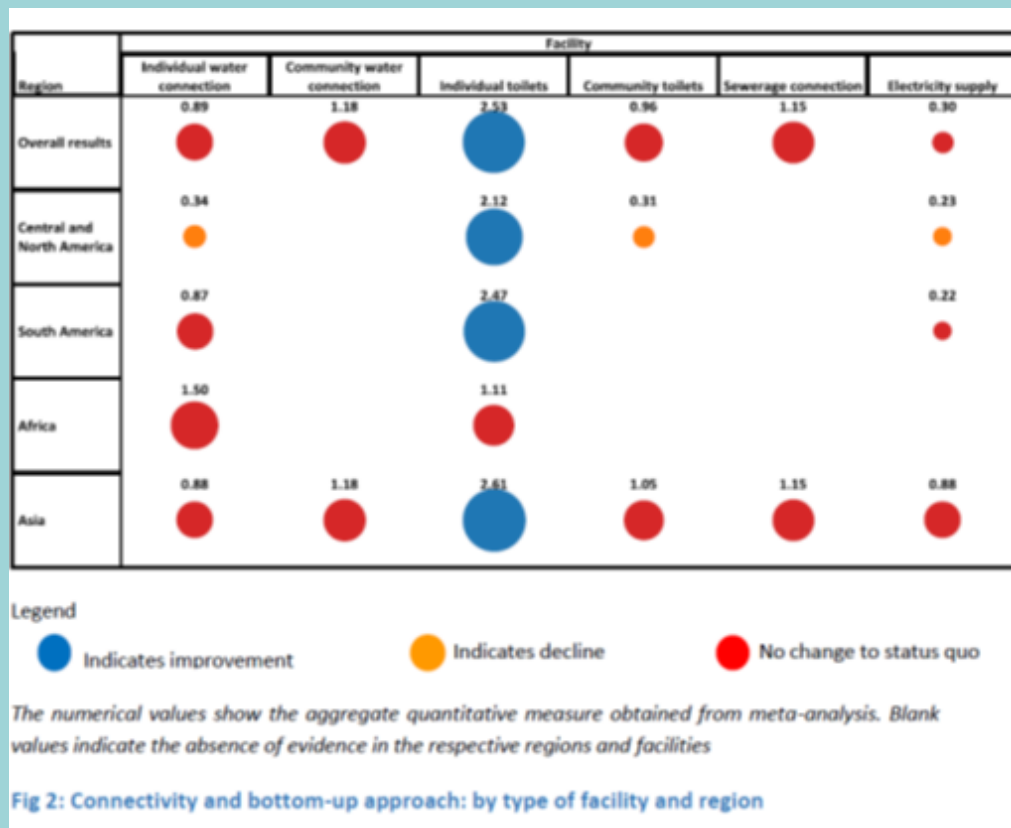 Facility
Region
Individual water connection
Community water connection
Individual toilets
Community toilets
Sewerage connection
Electricity supply
Overall results
0.89 1.18 2.53 0.96 1.15 0.30
Central and
North America
0.34 2.12 0.31 0.23
South America
0.87 2.47 0.22
Africa
1.50 1.11
Asia
0.88 1.18 2.61 1.05 1.15 0.88
Legend
Indicates improvement
Indicates decline
No change to status quo
The numerical values show the aggregate quantitative measure obtained from meta-analysis. Blank
values indicate the absence of evidence in the respective regions and facilities
Fig 2: Connectivity and bottom-up approach: by type of facility and region